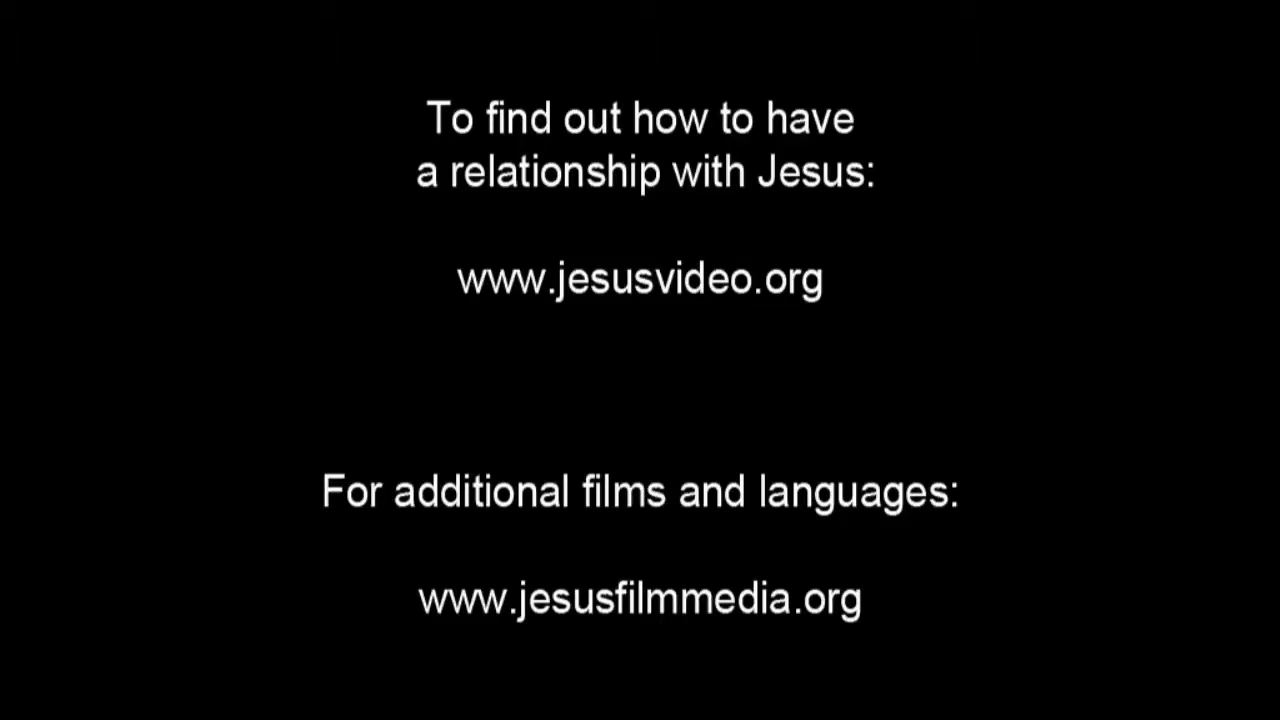 To find out how to have
a relationship with Jesus:
www.jesusvideo.org
For additional films and languages:
www.jesusfilmmedia.org